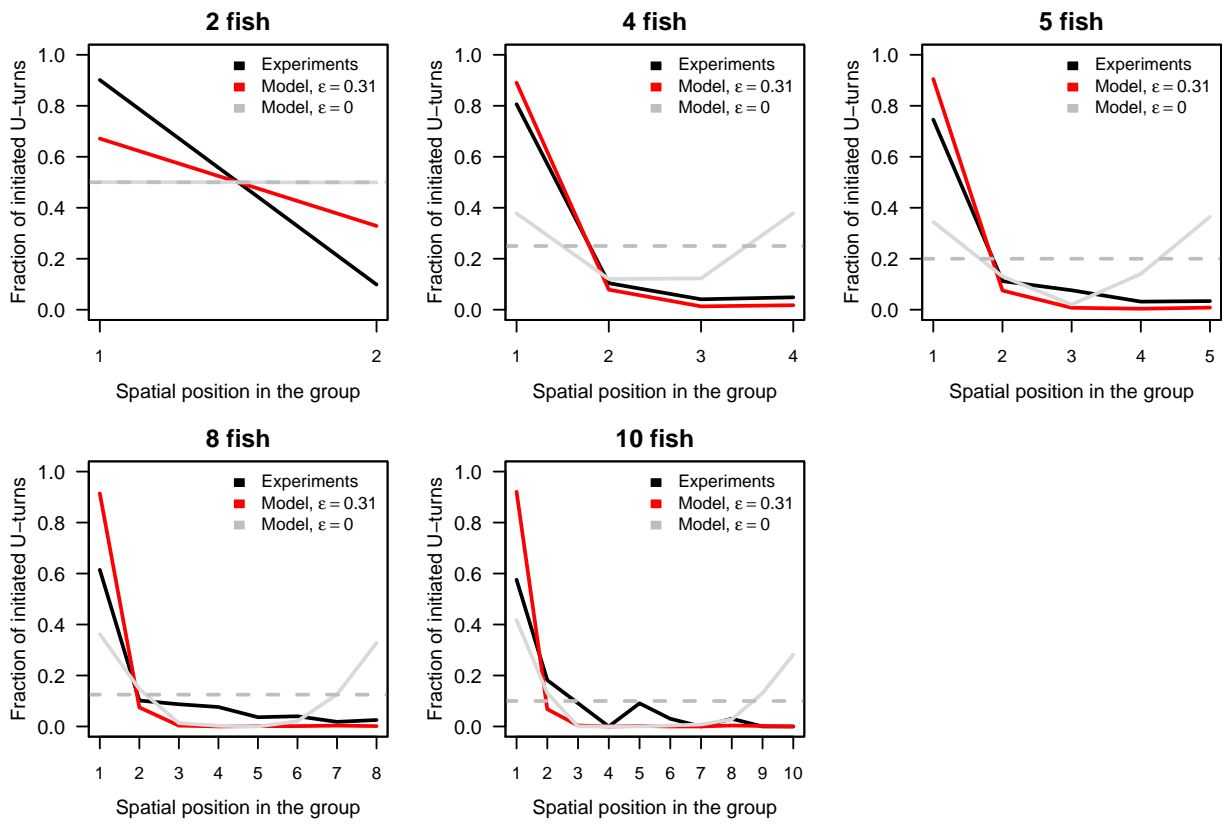 2 fish
Fraction of initiated U−turns
1.0
0.8
0.6
0.4
0.2
0.0
Experiments
Model, ε = 0.31
Model, ε = 0
1 2
Spatial position in the group
4 fish
Fraction of initiated U−turns
1.0
0.8
0.6
0.4
0.2
0.0
Experiments
Model, ε = 0.31
Model, ε = 0
1 2 3 4
Spatial position in the group
5 fish
Fraction of initiated U−turns
1.0
0.8
0.6
0.4
0.2
0.0
Experiments
Model, ε = 0.31
Model, ε = 0
1 2 3 4 5
Spatial position in the group
8 fish
Fraction of initiated U−turns
1.0
0.8
0.6
0.4
0.2
0.0
Experiments
Model, ε = 0.31
Model, ε = 0
1 2 3 4 5 6 7 8
Spatial position in the group
10 fish
Fraction of initiated U−turns
1.0
0.8
0.6
0.4
0.2
0.0
Experiments
Model, ε = 0.31
Model, ε = 0
1 2 3 4 5 6 7 8 9 10
Spatial position in the group